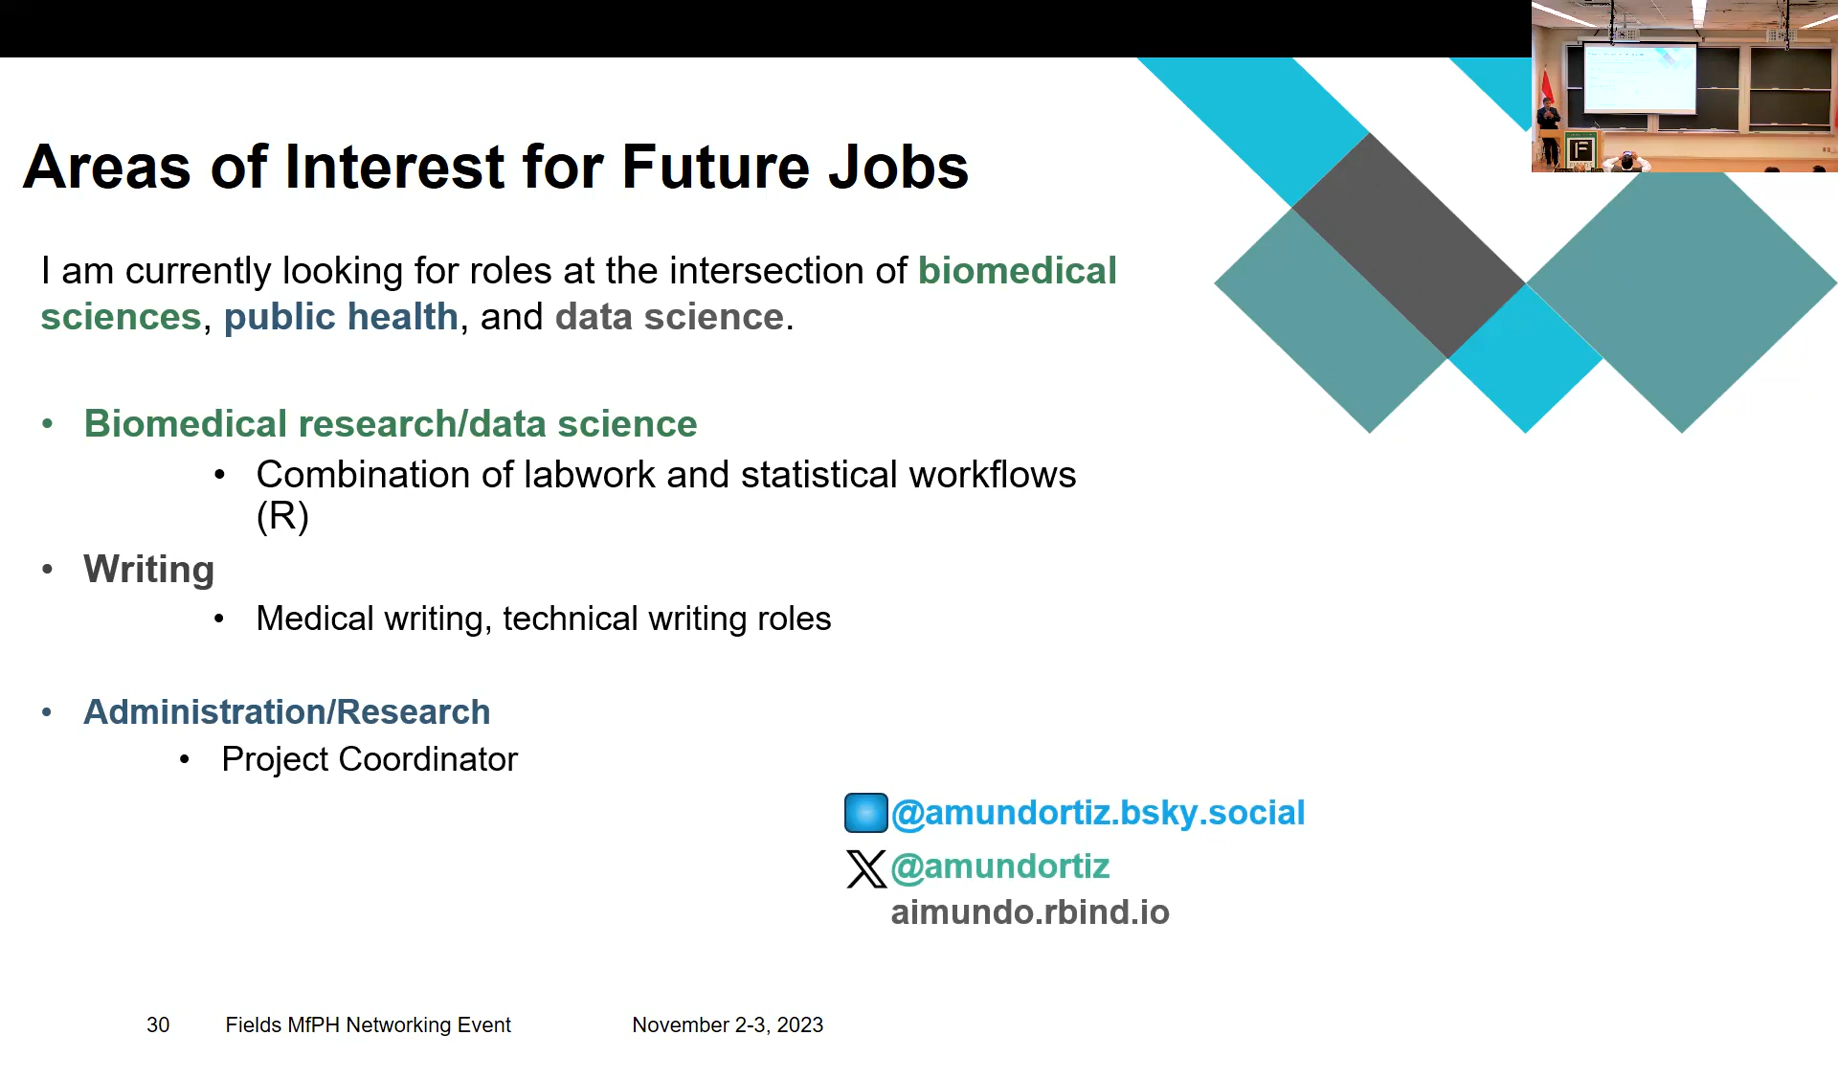 Areas of Interest for Future Jobs
I am currently looking for roles at the intersection of biomedical
sciences, public health, and data science.
• Biomedical research/data science
• Combination of labwork and statistical workflows
(R)
• Writing
• Medical writing, technical writing roles
• Administration/Research
• Project Coordinator
@amundortiz.bsky.social
@amundortiz
aimundo.rbind.io
30 Fields MfPH Networking Event November 2-3, 2023